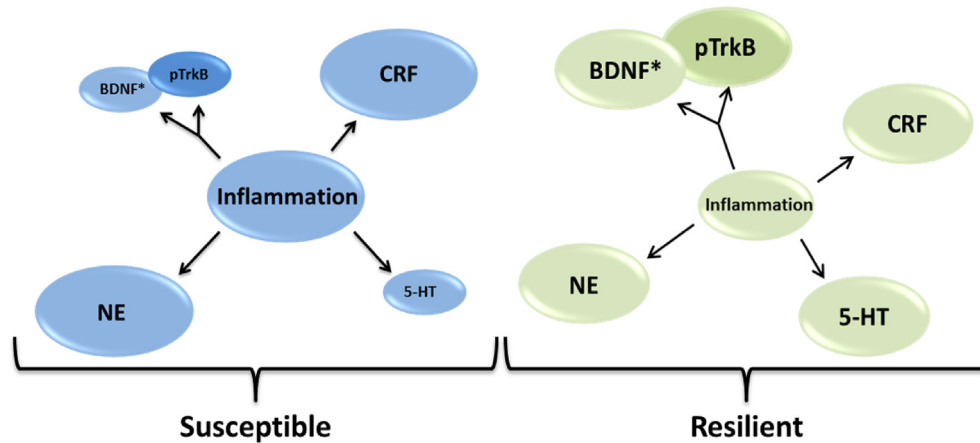 pTrkB
BDNF*
CRF
Inflammation
NE
5-HT
Susceptible
pTrkB
BDNF*
CRF
Inflammation
NE
5-HT
Resilient